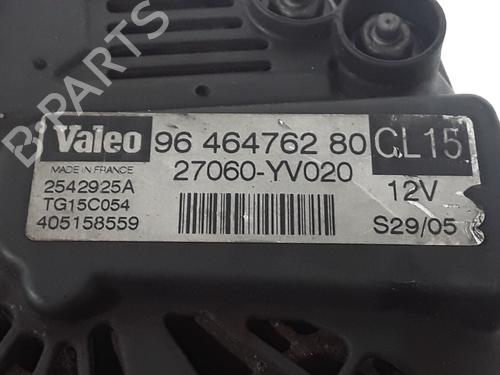 B-PARTS
Valeo 96 464762 80 CL15
MADE IN FRANCE 27060-YV020
2542925A 12V
TG15C054
405158559 S29/05